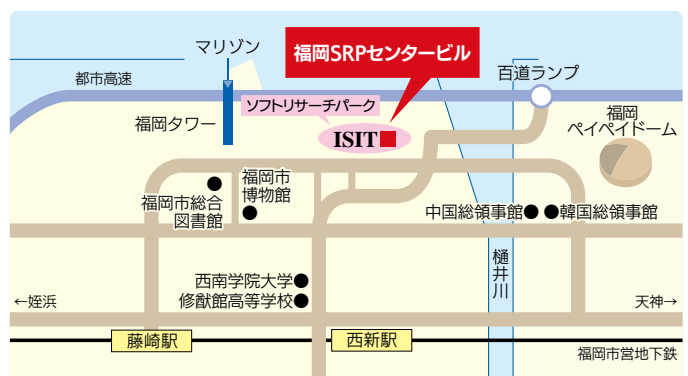 マリゾン
福岡SRPセンタービル
都市高速
百道ランプ
ソフトリサーチパーク
福岡タワー
ISIT
福岡
ペイペイドーム
福岡市総合
図書館
福岡市
博物館
中国総領事館
韓国総領事館
樋井川
西南学院大学
修猷館高等学校
←姪浜
天神→
藤崎駅
西新駅
福岡市営地下鉄